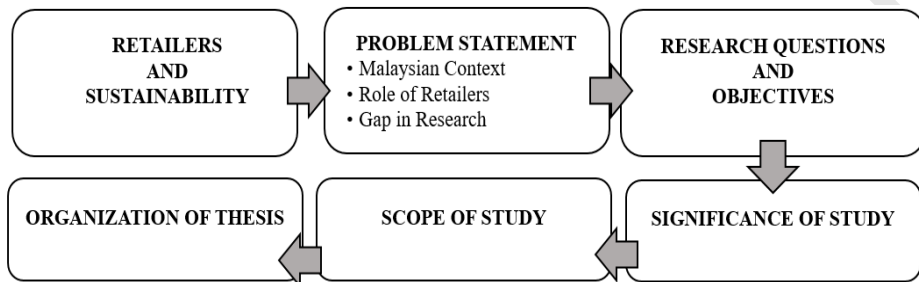 RETAILERS
AND
SUSTAINABILITY
PROBLEM STATEMENT
• Malaysian Context
• Role of Retailers
• Gap in Research
RESEARCH QUESTIONS
AND
OBJECTIVES
SIGNIFICANCE OF STUDY
SCOPE OF STUDY
ORGANIZATION OF THESIS